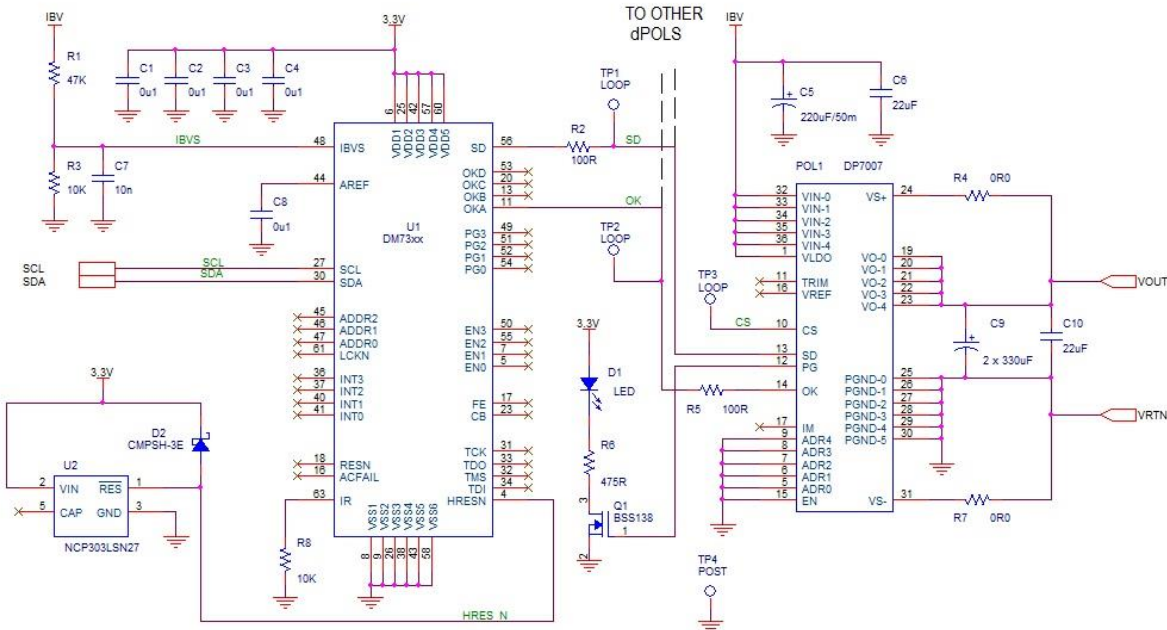 IBV
R1
47K
C1
0u1
C2
0u1
C3
0u1
C4
0u1
3.3V
TO OTHER
dPOLS
TP1
LOOP
IBV
C5
220uF/50m
C6
22uF
IBVS
R3
10K
C7
10n
C8
0u1
SCL
SDA
SCL
SDA
6
25
42
57
60
VDD1
VDD2
VDD3
VDD4
VDD5
U1
DM73xx
48 IBVS
44 AREF
27 SCL
30 SDA
45 ADDR2
46 ADDR1
47 ADDR0
61 LCKN
36 INT3
37 INT2
40 INT1
41 INT0
18 RESN
16 ACFAIL
63 IR
SD 56
OKD 53
OKC 20
OKB 13
OKA 11
PG3 49
PG2 51
PG1 52
PG0 54
EN3 50
EN2 55
EN1 7
EN0 5
FE 17
CB 23
TCK 31
TDO 33
TMS 32
TDI 34
HRESN 4
VSS1
VSS2
VSS3
VSS4
VSS5
VSS6
8
9
26
38
43
58
R2
100R
SD
OK
TP2
LOOP
TP3
LOOP
CS
3.3V
D1
LED
R6
475R
3
Q1
BSS138
1
2
R5
100R
TP4
POST
POL1 DP7007
32 VIN-0
33 VIN-1
34 VIN-2
35 VIN-3
36 VIN-4
1 VLDO
11 TRIM
16 VREF
10 CS
13 SD
12 PG
14 OK
17 IM
9 ADR4
8 ADR3
7 ADR2
6 ADR1
5 ADR0
15 EN
VS+ 24
VO-0 19
VO-1 20
VO-2 21
VO-3 22
VO-4 23
PGND-0 25
PGND-1 26
PGND-2 27
PGND-3 28
PGND-4 29
PGND-5 30
VS- 31
R4
0R0
C9
2 x 330uF
C10
22uF
VOUT
VRTN
R7
0R0
3.3V
D2
CMPSH-3E
U2
2 VIN
5 CAP
RES 1
GND 3
NCP303LSN27
R8
10K
HRES_N